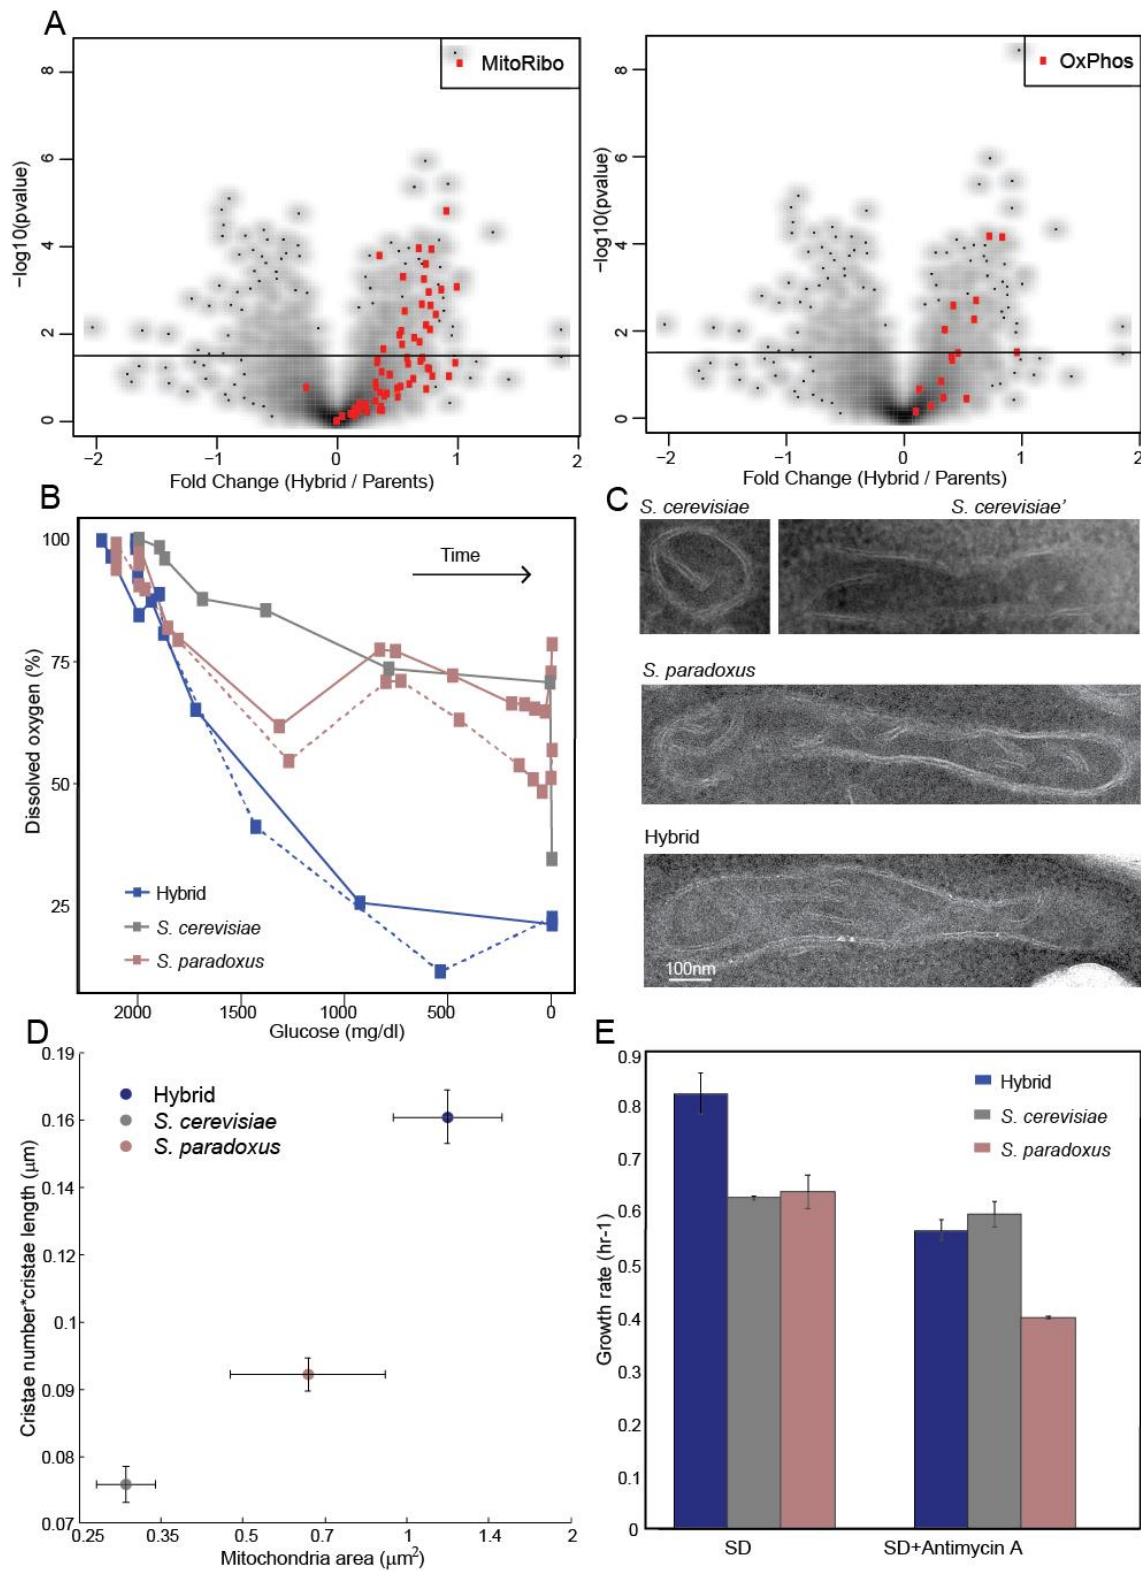 A
MitoRibo
OxPhos
-log10(pvalue)
8
6
4
2
0
-2
-1
0
1
2
Fold Change (Hybrid / Parents)
-log10(pvalue)
8
6
4
2
0
-2
-1
0
1
2
Fold Change (Hybrid / Parents)
B
Time
Dissolved oxygen (%)
100
75
50
25
Hybrid
S. cerevisiae
S. paradoxus
2000
1500
1000
500
0
Glucose (mg/dl)
C
S. cerevisiae
S. cerevisiae'
S. paradoxus
Hybrid
100nm
D
Hybrid
S. cerevisiae
S. paradoxus
Cristae number*cristae length (μm)
0.19
0.16
0.14
0.12
0.1
0.09
0.08
0.07
0.25
0.35
0.5
0.7
1
1.4
2
Mitochondria area (μm²)
E
Hybrid
S. cerevisiae
S. paradoxus
Growth rate (hr-1)
0.9
0.8
0.7
0.6
0.5
0.4
0.3
0.2
0.1
0
SD
SD+Antimycin A